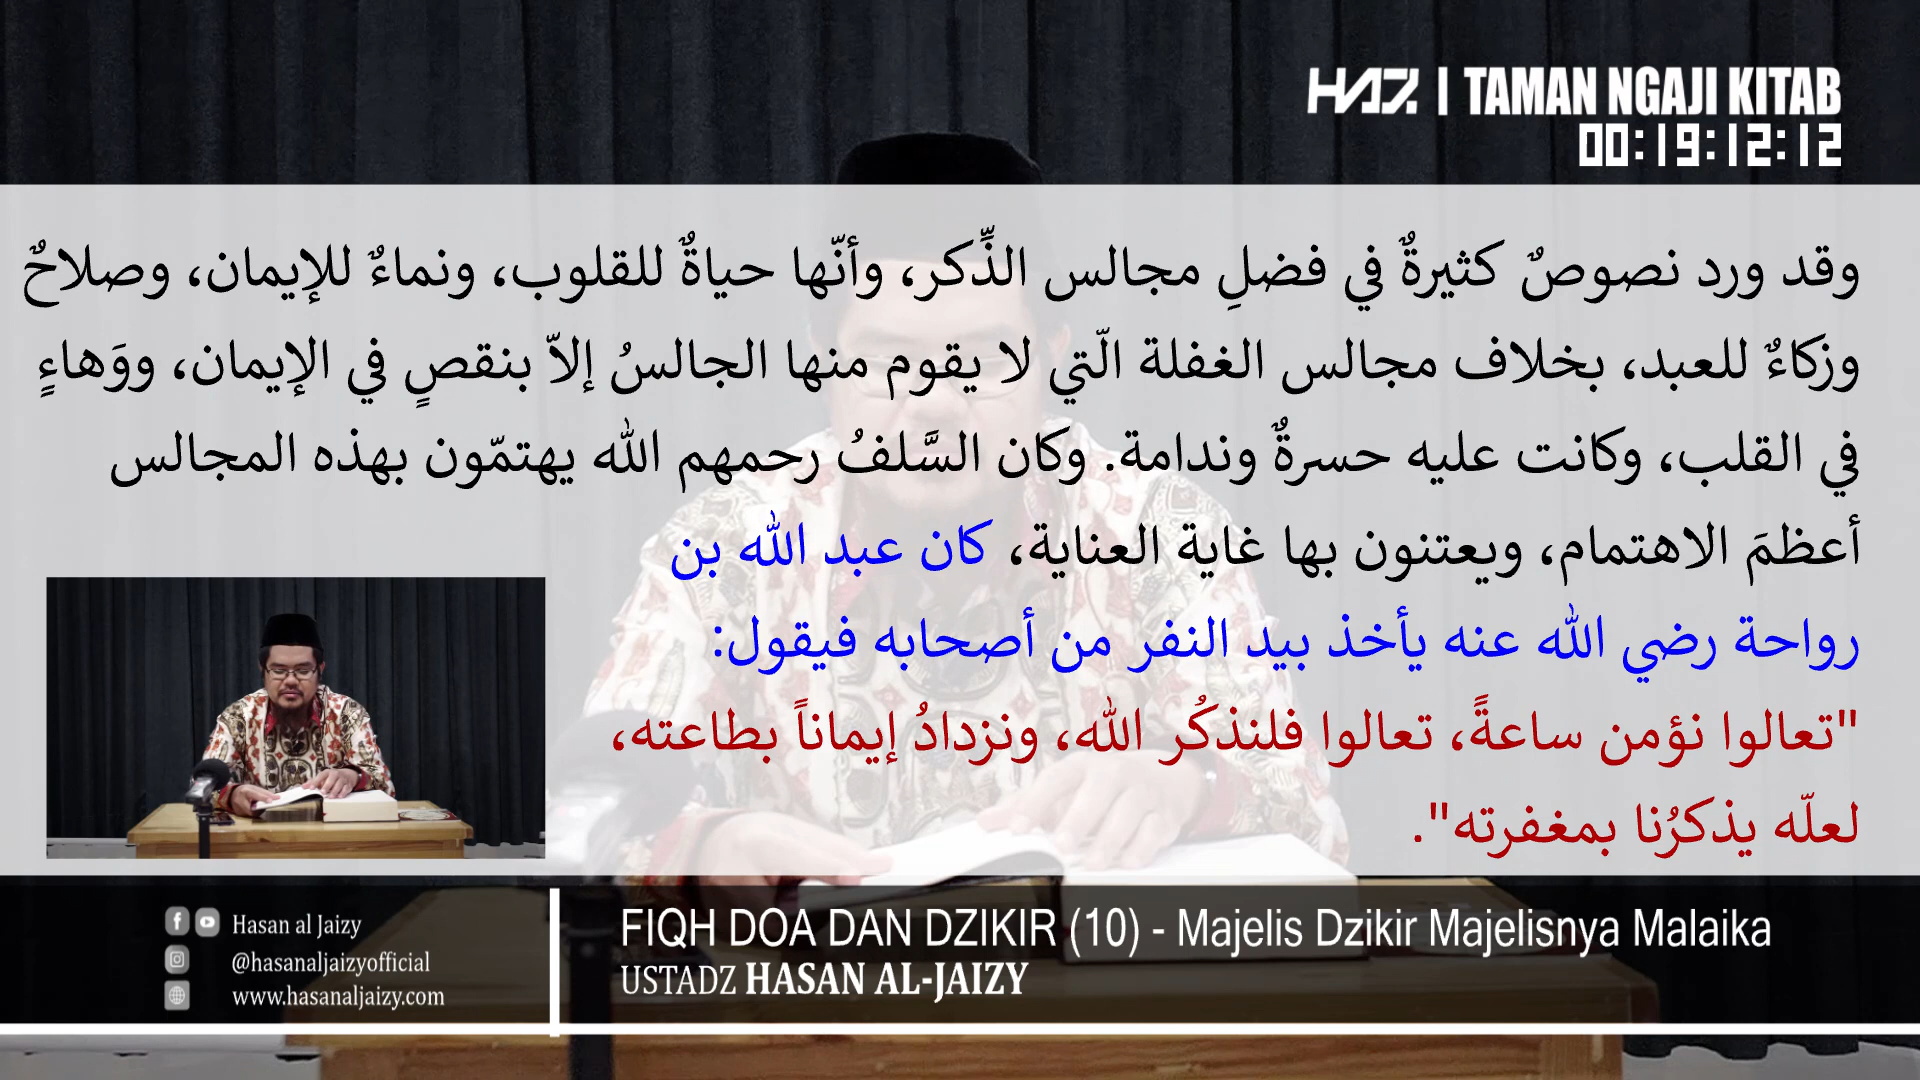 HAJZ | TAMAN NGAJI KITAB
00:19:12:12
وقد ورد نصوصٌ كثيرةٌ في فضلِ مجالس الذِّكر، وأنّها حياةٌ للقلوب، ونماءٌ للإيمان، وصلاحٌ
وزكاءٌ للعبد، بخلاف مجالس الغفلة الّتي لا يقوم منها الجالسُ إلاّ بنقصٍ في الإيمان، ووَهاءٍ
في القلب، وكانت عليه حسرةٌ وندامة. وكان السَّلفُ رحمهم الله يهتمّون بهذه المجالس
أعظمَ الاهتمام، ويعتنون بها غاية العناية، كان عبد الله بن
رواحة رضي الله عنه يأخذ بيد النفر من أصحابه فيقول:
"تعالوا نؤمن ساعةً، تعالوا فلنذكُر الله، ونزدادُ إيماناً بطاعته،
لعلّه يذكرُنا بمغفرته".
Hasan al Jaizy
@hasanaljaizyofficial
www.hasanaljaizy.com
FIQH DOA DAN DZIKIR (10) - Majelis Dzikir Majelisnya Malaika
USTADZ HASAN AL-JAIZY